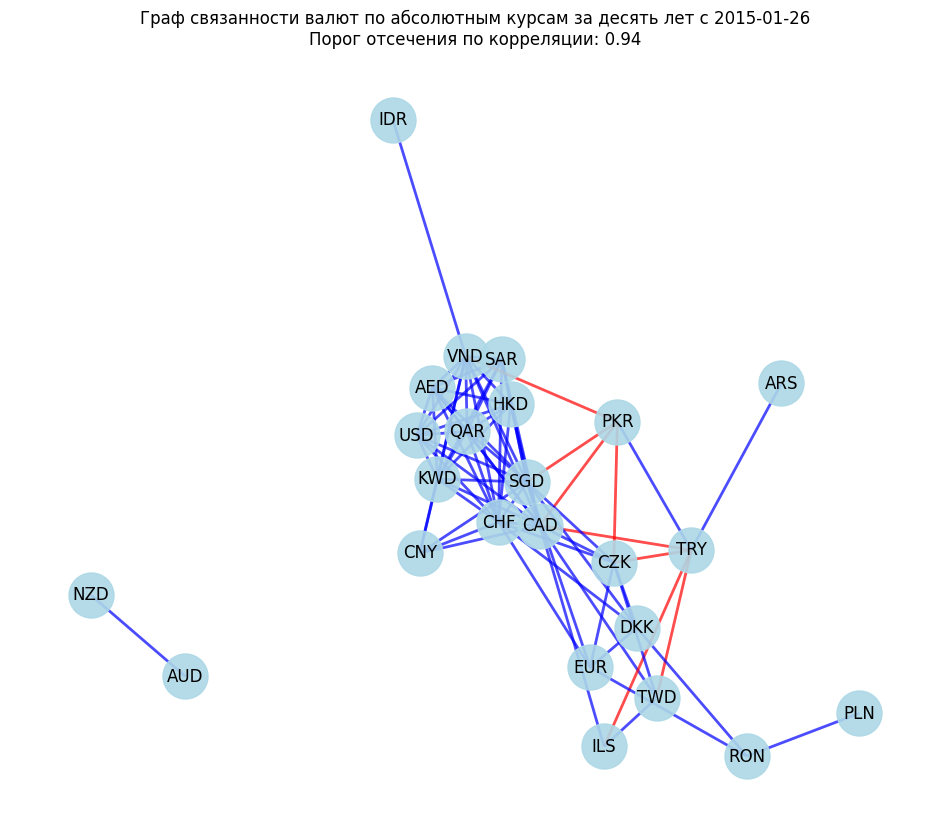 Граф связанности валют по абсолютным курсам за десять лет с 2015-01-26
Порог отсечения по корреляции: 0.94
IDR
VND
SAR
AED
ARS
HKD
PKR
QAR
USD
KWD
SGD
CHF
CAD
CNY
TRY
CZK
NZD
DKK
EUR
AUD
TWD
PLN
ILS
RON